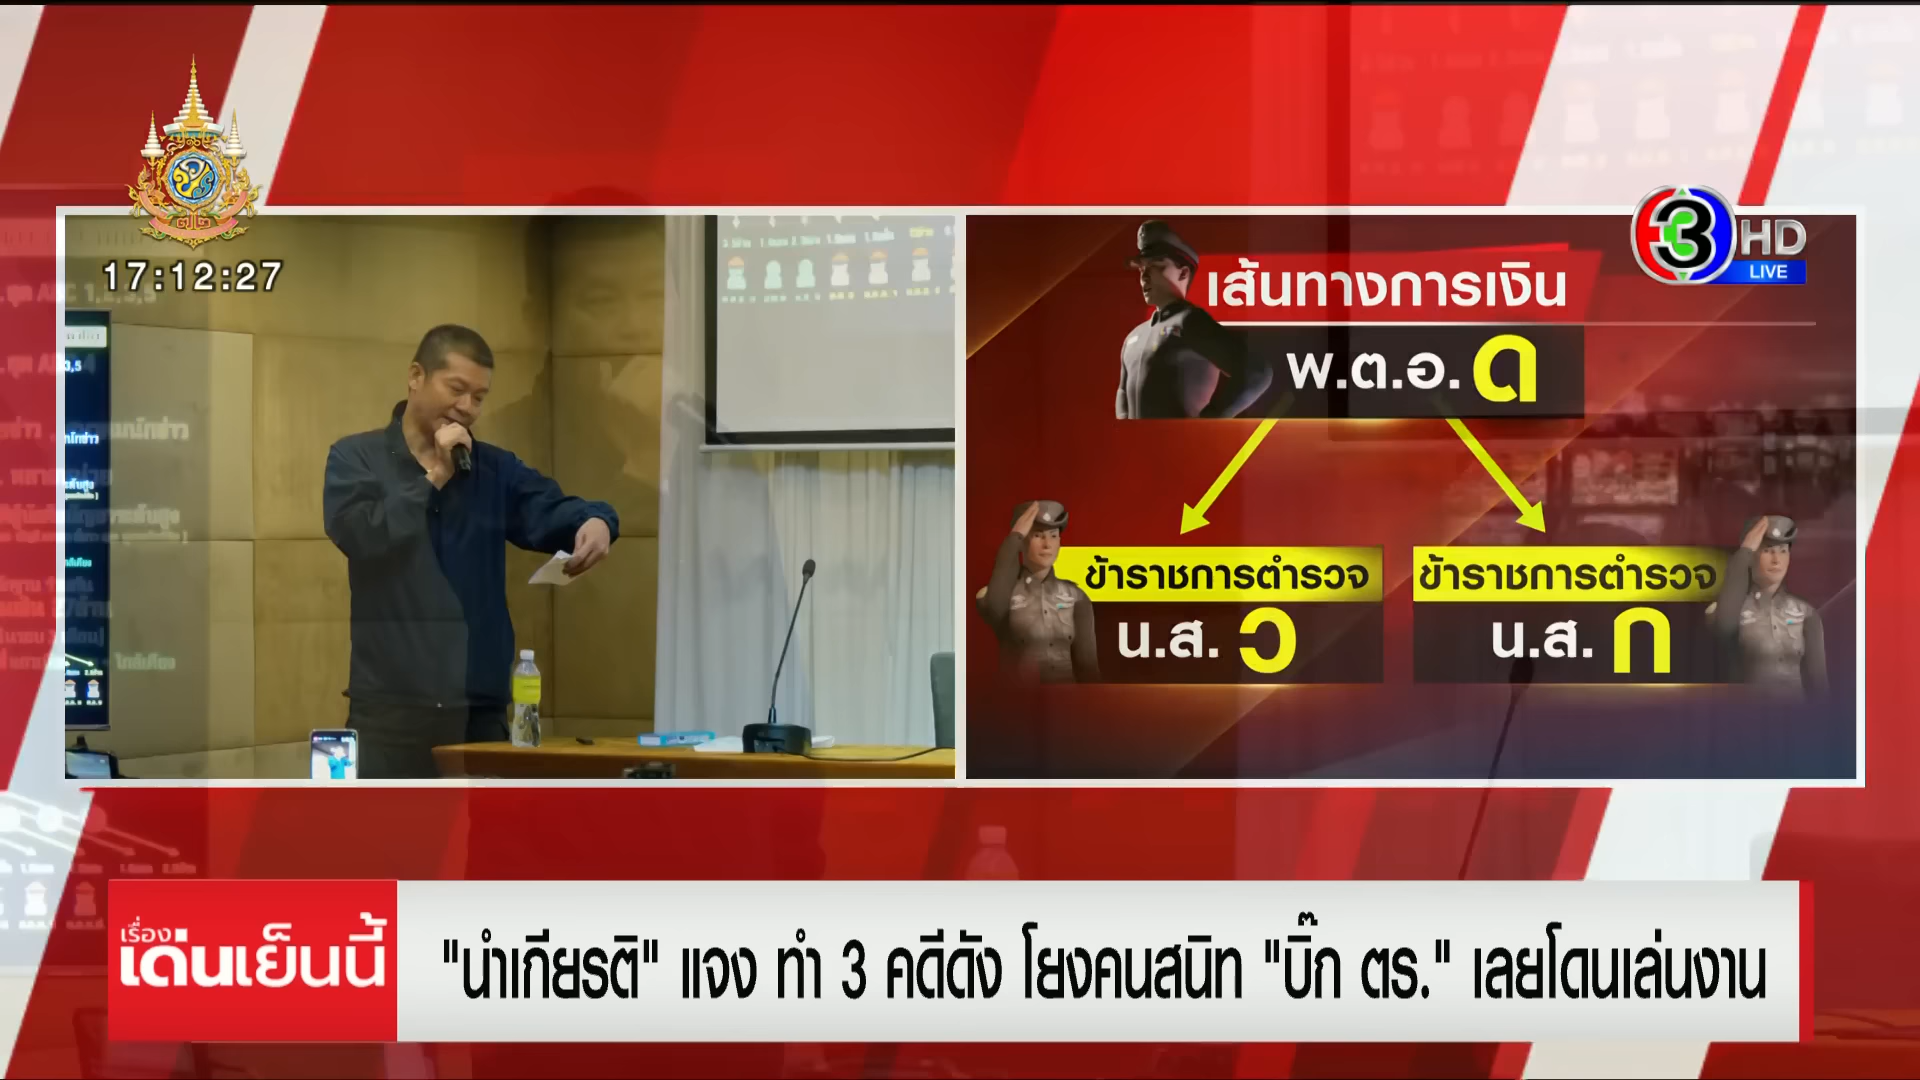 17:12:27
3 HD
LIVE
เส้นทางการเงิน
พ.ต.อ. ด
ข้าราชการตำรวจ
น.ส. ว
ข้าราชการตำรวจ
น.ส. ก
เรื่อง
เด่นเย็นนี้
"นำเกียรติ" แจง ทำ 3 คดีดัง โยงคนสนิท "บิ๊ก ตร." เลยโดนเล่นงาน